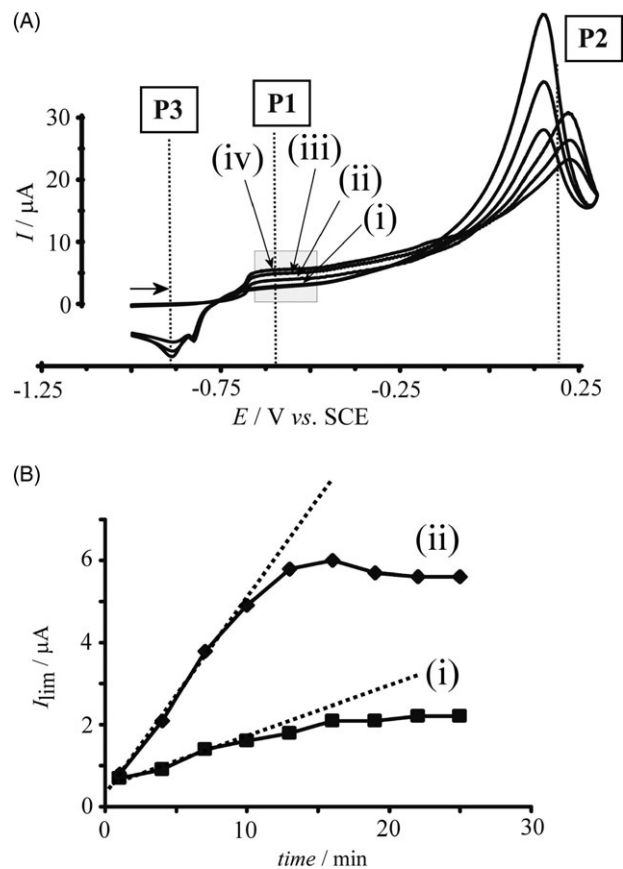 (A)
P3
P1
P2
(iv)
(iii)
(ii)
(i)
30
20
10
0
I / μA
-1.25
-0.75
-0.25
0.25
E / V vs. SCE
(B)
(ii)
(i)
6
4
2
0
I lim / μA
0
10
20
30
time / min